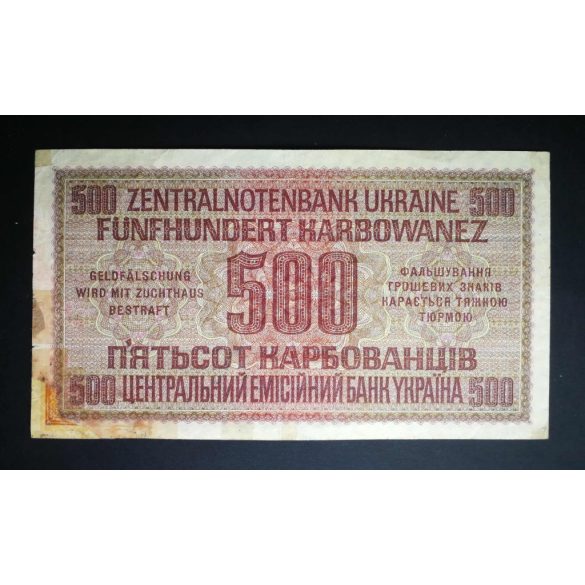 500 ZENTRALNOTENBANK UKRAINE 500
FÜNFHUNDERT KARBOWANEZ
GELDFÄLSCHUNG
WIRD MIT ZUCHTHAUS
BESTRAFT
500
ФАЛЬШУВАННЯ
ГРОШЕВИХ ЗНАКІВ
КАРАЄТЬСЯ ТЯЖНОЮ
ТЮРМОЮ
П'ЯТЬСОТ КАРБОВАНЦІВ
500 ЦЕНТРАЛЬНИЙ ЕМІСІЙНИЙ БАНК УКРАЇНА 500